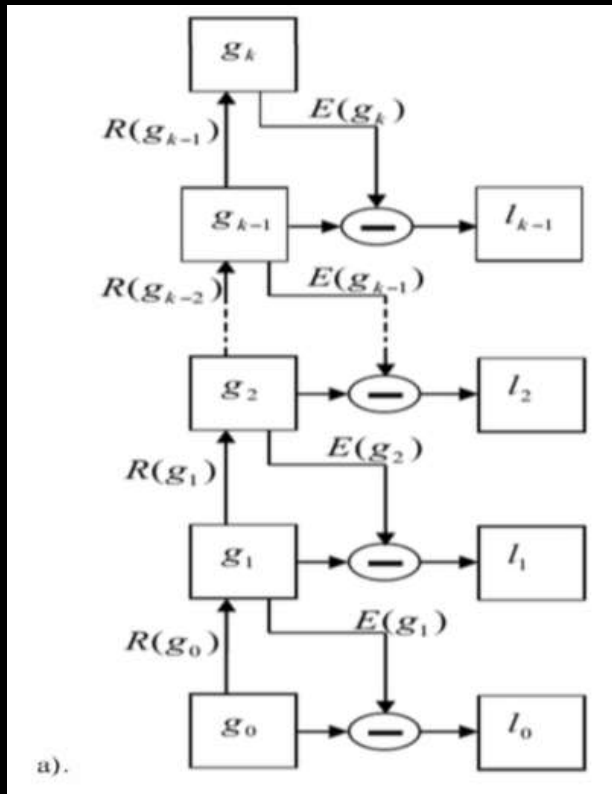 g_k
R(g_{k-1}) E(g_k)
g_{k-1} − l_{k-1}
R(g_{k-2}) E(g_{k-1})
g_2 − l_2
R(g_1) E(g_2)
g_1 − l_1
R(g_0) E(g_1)
g_0 − l_0
a).